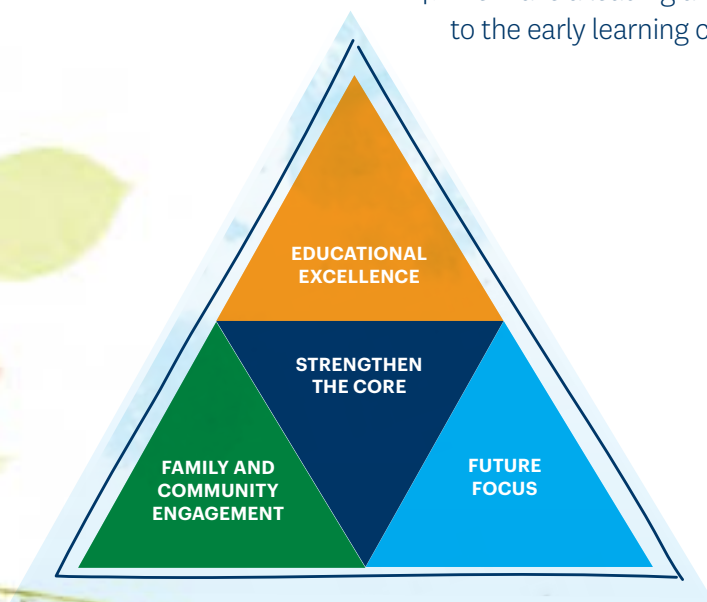 to the early learning
EDUCATIONAL
EXCELLENCE
STRENGTHEN
THE CORE
FAMILY AND
COMMUNITY
ENGAGEMENT
FUTURE
FOCUS